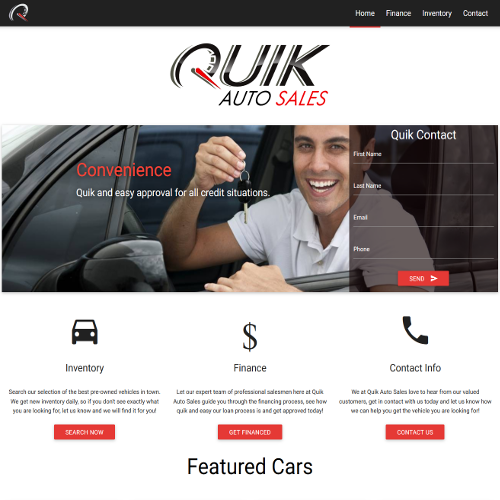 Home Finance Inventory Contact
QUIK
AUTO SALES
Quik Contact
First Name
Convenience
Quik and easy approval for all credit situations.
Last Name
Email
Phone
SEND
Inventory
Search our selection of the best pre-owned vehicles in town.
We get new inventory daily, so if you don't see exactly what
you are looking for, let us know and we will find it for you!
SEARCH NOW
$
Finance
Let our expert team of professional salesmen here at Quik
Auto Sales guide you through the financing process, see how
quik and easy our loan process is and get approved today!
GET FINANCED
Contact Info
We at Quik Auto Sales love to hear from our valued
customers, get in contact with us today and let us know how
we can help you get the vehicle you are looking for!
CONTACT US
Featured Cars